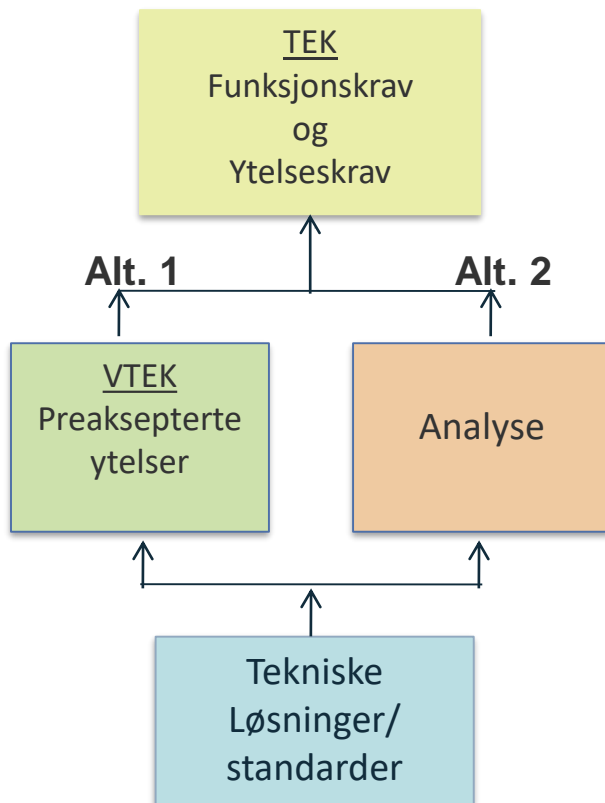 TEK
Funksjonskrav
og
Ytelseskrav
Alt. 1
Alt. 2
VTEK
Preaksepterte
ytelser
Analyse
Tekniske
Løsninger/
standarder